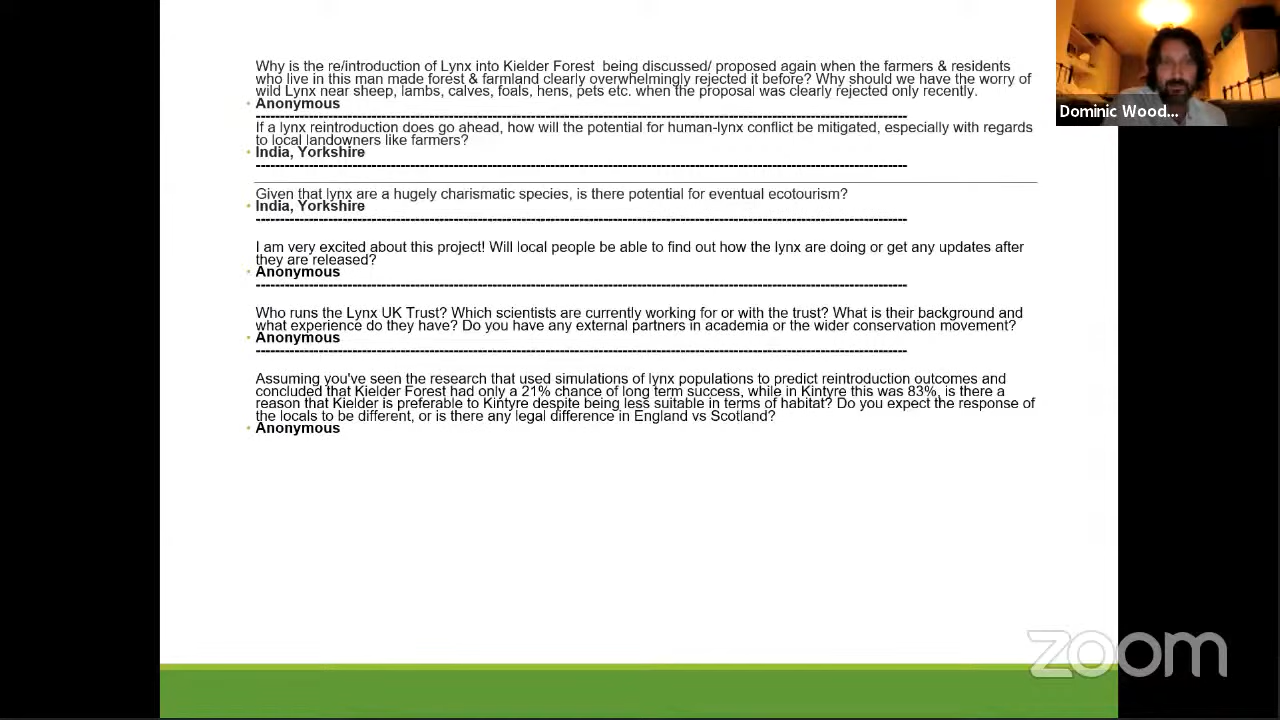 Why is the re/introduction of Lynx into Kielder Forest  being discussed/ proposed again when the farmers & residents
who live in this man made forest & farmland clearly overwhelmingly rejected it before? Why should we have the worry of
wild Lynx near sheep, lambs, calves, foals, hens, pets etc. when the proposal was clearly rejected only recently.
• Anonymous
--------------------------------------------------------------------------------------------------------------------------------------
If a lynx reintroduction does go ahead, how will the potential for human-lynx conflict be mitigated, especially with regards
to local landowners like farmers?
• India, Yorkshire
--------------------------------------------------------------------------------------------------------------------------------------
Given that lynx are a hugely charismatic species, is there potential for eventual ecotourism?
• India, Yorkshire
--------------------------------------------------------------------------------------------------------------------------------------
I am very excited about this project! Will local people be able to find out how the lynx are doing or get any updates after
they are released?
• Anonymous
--------------------------------------------------------------------------------------------------------------------------------------
Who runs the Lynx UK Trust? Which scientists are currently working for or with the trust? What is their background and
what experience do they have? Do you have any external partners in academia or the wider conservation movement?
• Anonymous
--------------------------------------------------------------------------------------------------------------------------------------
Assuming you've seen the research that used simulations of lynx populations to predict reintroduction outcomes and
concluded that Kielder Forest had only a 21% chance of long term success, while in Kintyre this was 83%, is there a
reason that Kielder is preferable to Kintyre despite being less suitable in terms of habitat? Do you expect the response of
the locals to be different, or is there any legal difference in England vs Scotland?
• Anonymous
Dominic Wood...
zoom